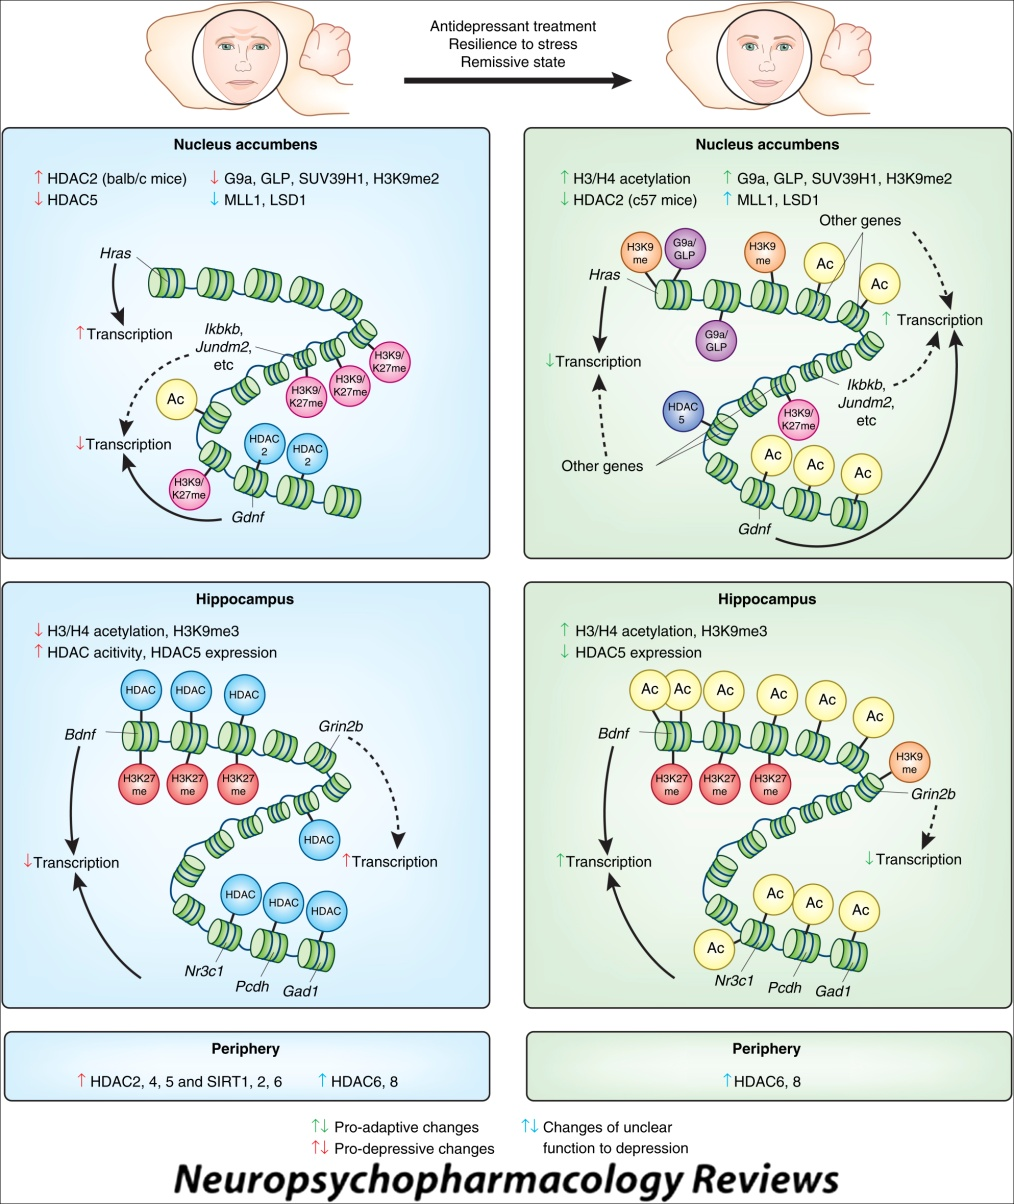 Antidepressant treatment
Resilience to stress
Remissive state
Nucleus accumbens
↑ HDAC2 (balb/c mice) ↓ G9a, GLP, SUV39H1, H3K9me2
↓ HDAC5 ↓ MLL1, LSD1
Hras
↑Transcription
Ikbkb,
Jundm2,
etc
H3K9/
K27me
H3K9/
K27me
H3K9/
K27me
Ac
↓Transcription
HDAC
2
HDAC
2
H3K9/
K27me
Gdnf
Nucleus accumbens
↑ H3/H4 acetylation ↑ G9a, GLP, SUV39H1, H3K9me2
↓ HDAC2 (c57 mice) ↑ MLL1, LSD1
Other genes
H3K9
me
G9a/
GLP
H3K9
me
Ac
Ac
Hras
G9a/
GLP
↑ Transcription
↓Transcription
Ikbkb,
Jundm2,
etc
HDAC
5
H3K9/
K27me
Other genes
Ac
Ac
Ac
Gdnf
Hippocampus
↓ H3/H4 acetylation, H3K9me3
↑ HDAC acitivity, HDAC5 expression
HDAC
HDAC
HDAC
Bdnf
Grin2b
H3K27
me
H3K27
me
H3K27
me
HDAC
↓Transcription
↑Transcription
HDAC
HDAC
HDAC
Nr3c1
Pcdh
Gad1
Hippocampus
↑ H3/H4 acetylation, H3K9me3
↓ HDAC5 expression
Ac
Ac
Ac
Ac
Ac
Ac
Bdnf
H3K9
me
H3K27
me
H3K27
me
H3K27
me
Grin2b
↑Transcription
↓Transcription
Ac
Ac
Ac
Ac
Nr3c1
Pcdh
Gad1
Periphery
↑ HDAC2, 4, 5 and SIRT1, 2, 6 ↑ HDAC6, 8
Periphery
↑HDAC6, 8
↑↓ Pro-adaptive changes
↑↓ Pro-depressive changes
↑↓ Changes of unclear
function to depression
Neuropsychopharmacology Reviews